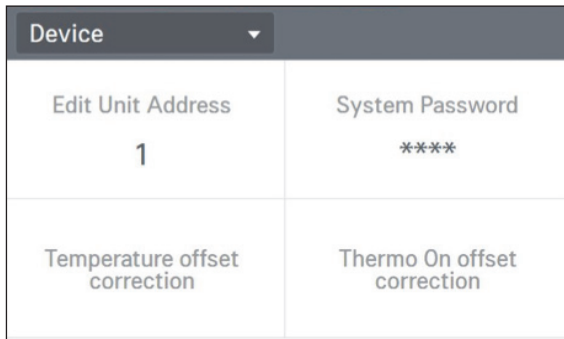 Device
Edit Unit Address
1
System Password
****
Temperature offset
correction
Thermo On offset
correction